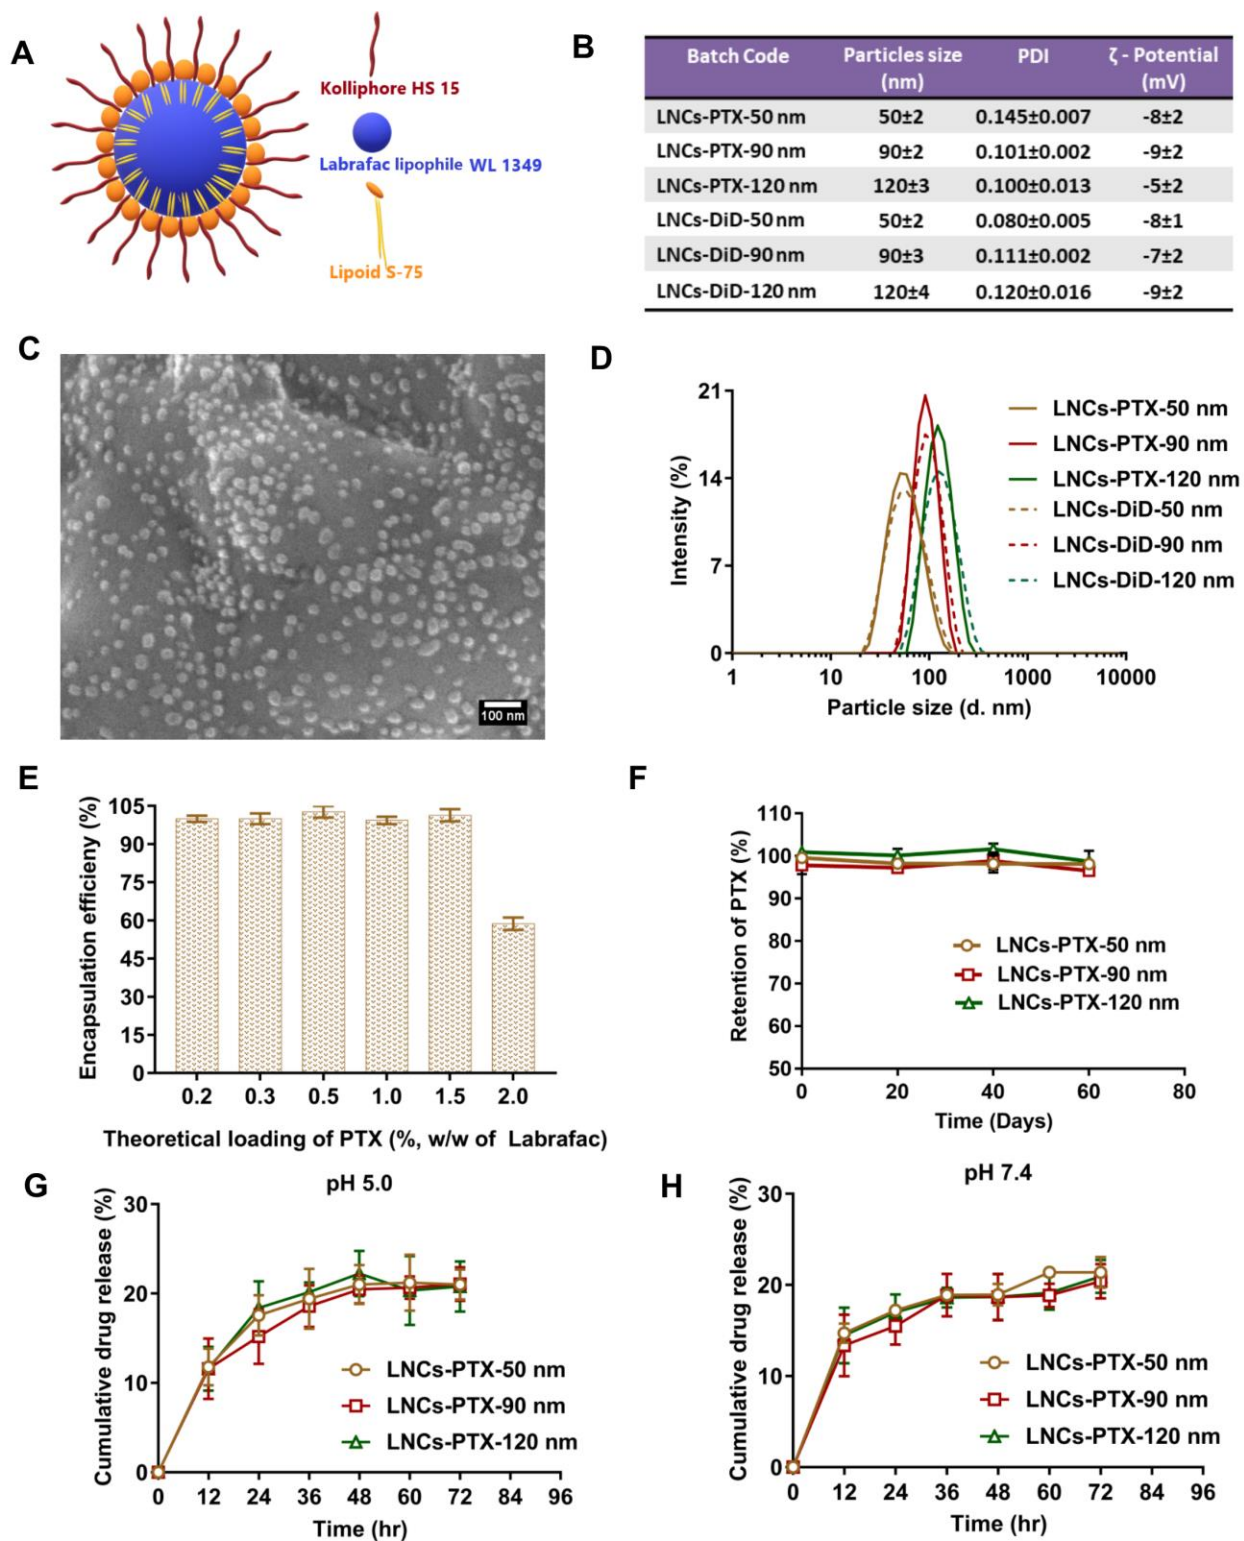 A
Kolliphore HS 15
Labrafac lipophile WL 1349
Lipoid S-75
B
Batch Code Particles size (nm) PDI ζ - Potential (mV)
LNCs-PTX-50 nm 50±2 0.145±0.007 -8±2
LNCs-PTX-90 nm 90±2 0.101±0.002 -9±2
LNCs-PTX-120 nm 120±3 0.100±0.013 -5±2
LNCs-DiD-50 nm 50±2 0.080±0.005 -8±1
LNCs-DiD-90 nm 90±3 0.111±0.002 -7±2
LNCs-DiD-120 nm 120±4 0.120±0.016 -9±2
C
100 nm
D
Intensity (%)
21
14
7
0
1 10 100 1000 10000
Particle size (d. nm)
LNCs-PTX-50 nm
LNCs-PTX-90 nm
LNCs-PTX-120 nm
LNCs-DiD-50 nm
LNCs-DiD-90 nm
LNCs-DiD-120 nm
E
Encapsulation efficieny (%)
105
90
75
60
45
30
15
0
0.2 0.3 0.5 1.0 1.5 2.0
Theoretical loading of PTX (%, w/w of Labrafac)
F
Retention of PTX (%)
110
100
90
80
70
60
50
0 20 40 60 80
Time (Days)
LNCs-PTX-50 nm
LNCs-PTX-90 nm
LNCs-PTX-120 nm
G
pH 5.0
Cumulative drug release (%)
30
20
10
0
0 12 24 36 48 60 72 84 96
Time (hr)
LNCs-PTX-50 nm
LNCs-PTX-90 nm
LNCs-PTX-120 nm
H
pH 7.4
Cumulative drug release (%)
30
20
10
0
0 12 24 36 48 60 72 84 96
Time (hr)
LNCs-PTX-50 nm
LNCs-PTX-90 nm
LNCs-PTX-120 nm